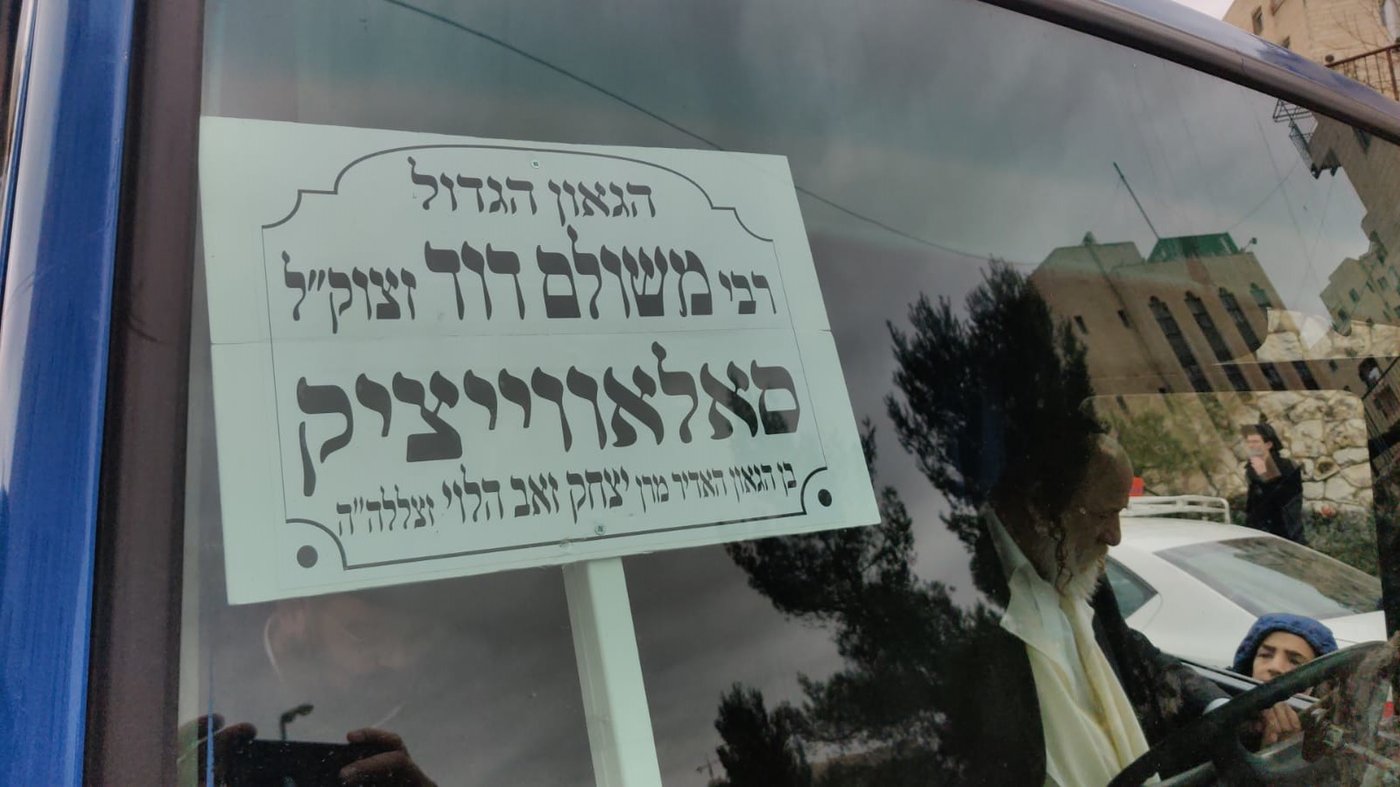 הגאון הגדול
רבי משולם דוד זצוק״ל
סאלאווייציק
בן הגאון האדיר מרן יצחק זאב הלוי זצללה״ה